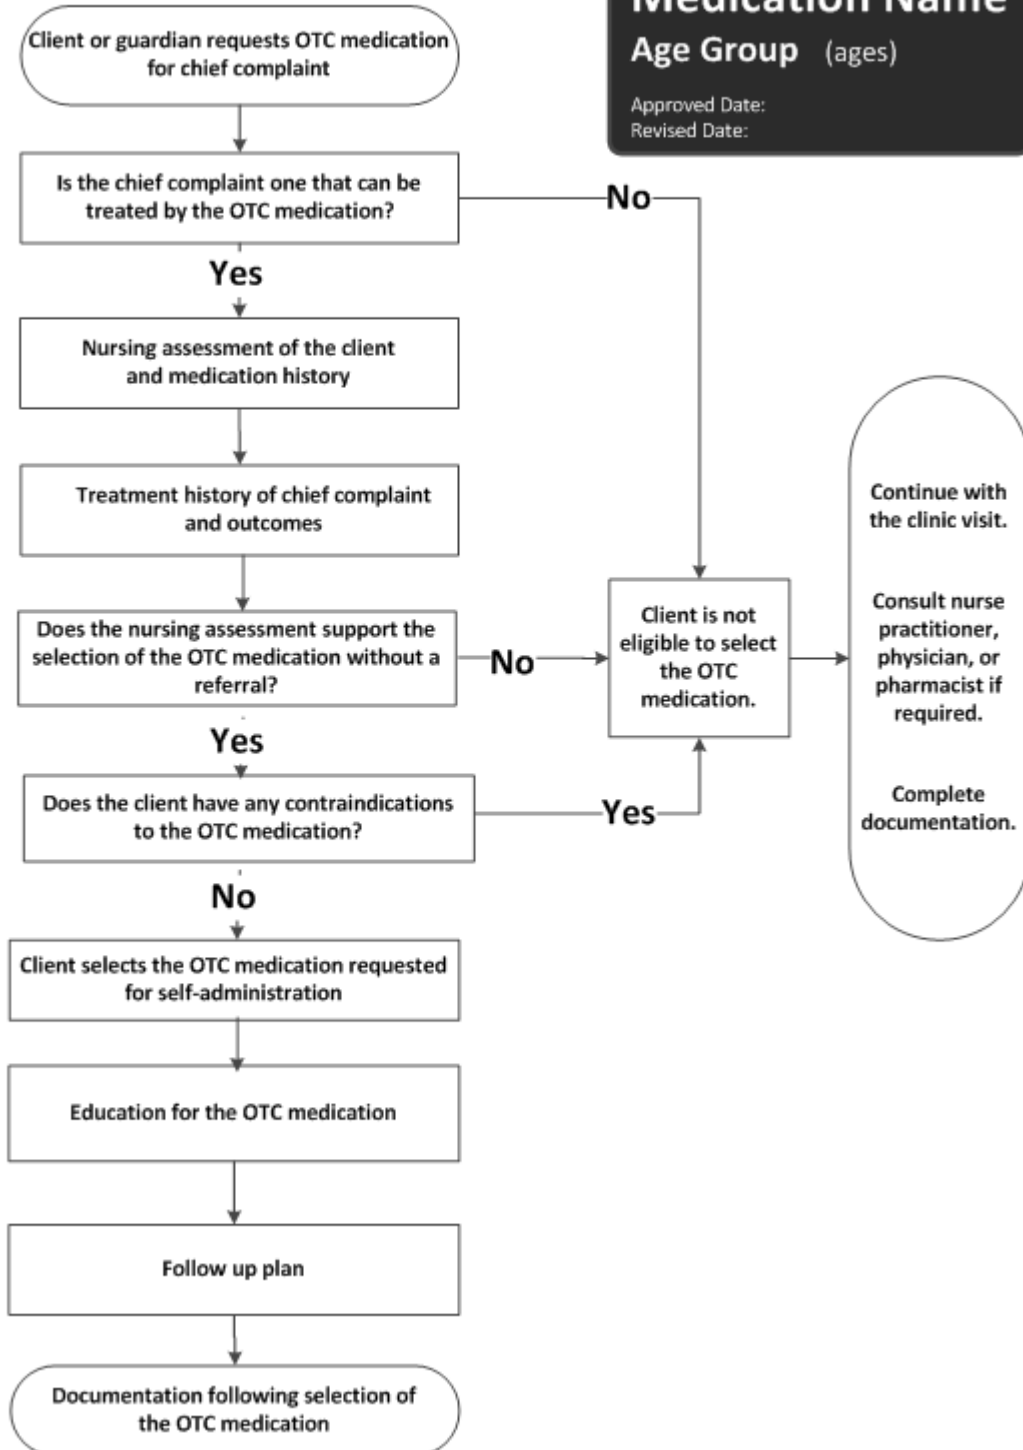 Medication Name
Age Group (ages)
Approved Date:
Revised Date:
Client or guardian requests OTC medication
for chief complaint
Is the chief complaint one that can be
treated by the OTC medication?
No
Yes
Nursing assessment of the client
and medication history
Treatment history of chief complaint
and outcomes
Does the nursing assessment support the
selection of the OTC medication without a
referral?
No
Client is not
eligible to select
the OTC
medication.
Continue with
the clinic visit.
Consult nurse
practitioner,
physician, or
pharmacist if
required.
Complete
documentation.
Yes
Does the client have any contraindications
to the OTC medication?
Yes
No
Client selects the OTC medication requested
for self-administration
Education for the OTC medication
Follow up plan
Documentation following selection of
the OTC medication